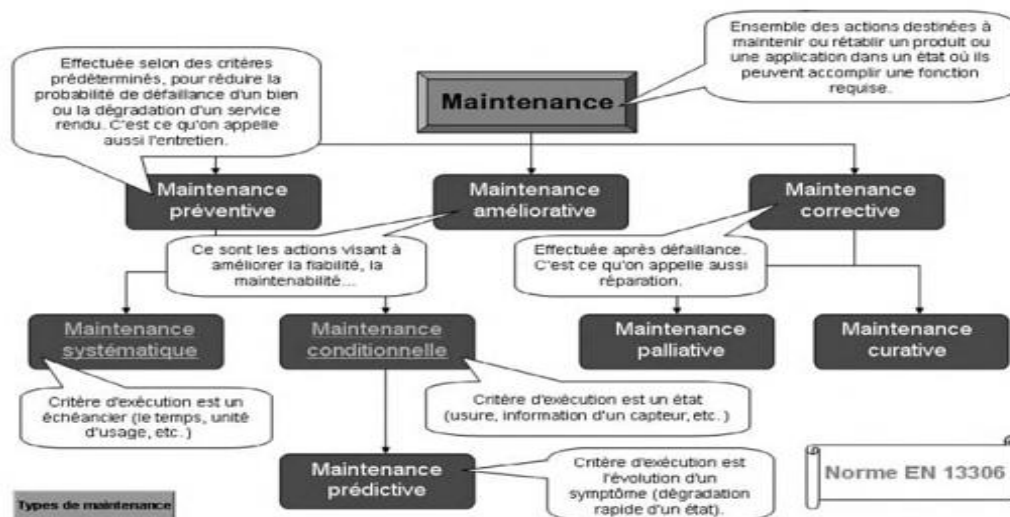 Ensemble des actions destinées à
maintenir ou rétablir un produit ou
une application dans un état où ils
peuvent accomplir une fonction
requise.
Effectuée selon des critères
prédéterminés, pour réduire la
probabilité de défaillance d'un bien
ou la dégradation d'un service
rendu. C'est ce qu'on appelle
aussi l'entretien.
Maintenance
Maintenance
préventive
Maintenance
améliorative
Maintenance
corrective
Ce sont les actions visant à
améliorer la fiabilité, la
maintenabilité...
Effectuée après défaillance.
C'est ce qu'on appelle aussi
réparation.
Maintenance
systématique
Maintenance
conditionnelle
Maintenance
palliative
Maintenance
curative
Critère d'exécution est un
échéancier (le temps, unité
d'usage, etc.)
Critère d'exécution est un état
(usure, information d'un capteur, etc.)
Maintenance
prédictive
Critère d'exécution est
l'évolution d'un
symptôme (dégradation
rapide d'un état).
Norme EN 13306
Types de maintenance